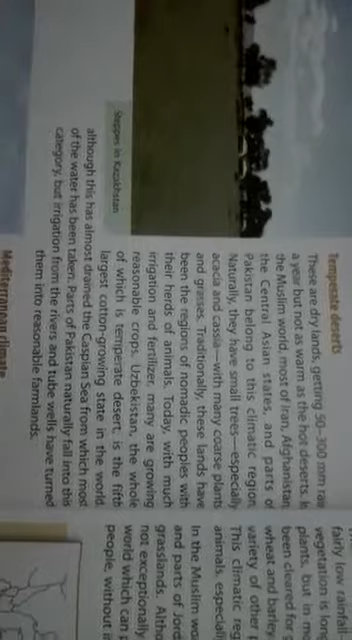 Steppes in Kazakhstan
Temperate deserts
These are dry lands, getting 50–300 mm rain
a year but not as warm as the hot deserts. In
the Muslim world, most of Iran, Afghanistan,
the Central Asian states, and parts of
Pakistan belong to this climatic region.
Naturally, they have small trees—especially
acacia and cassia—with many coarse plants
and grasses. Traditionally, these lands have
been the regions of nomadic peoples with
their herds of animals. Today, with much
irrigation and fertilizer, many are growing
reasonable crops. Uzbekistan, the whole
of which is temperate desert, is the fifth
largest cotton-growing state in the world
although this has almost drained the Caspian Sea from which most
of the water has been taken. Parts of Pakistan naturally fall into this
category, but irrigation from the rivers and tube wells have turned
them into reasonable farmlands.
Mediterranean climate
fairly low rainfall
vegetation is long
plants, but in m
been cleared for
wheat and barley
variety of other
This climatic re
animals, especiall
In the Muslim wo
and parts of Jord
grasslands. Altho
not exceptionally
world which can
people, without i